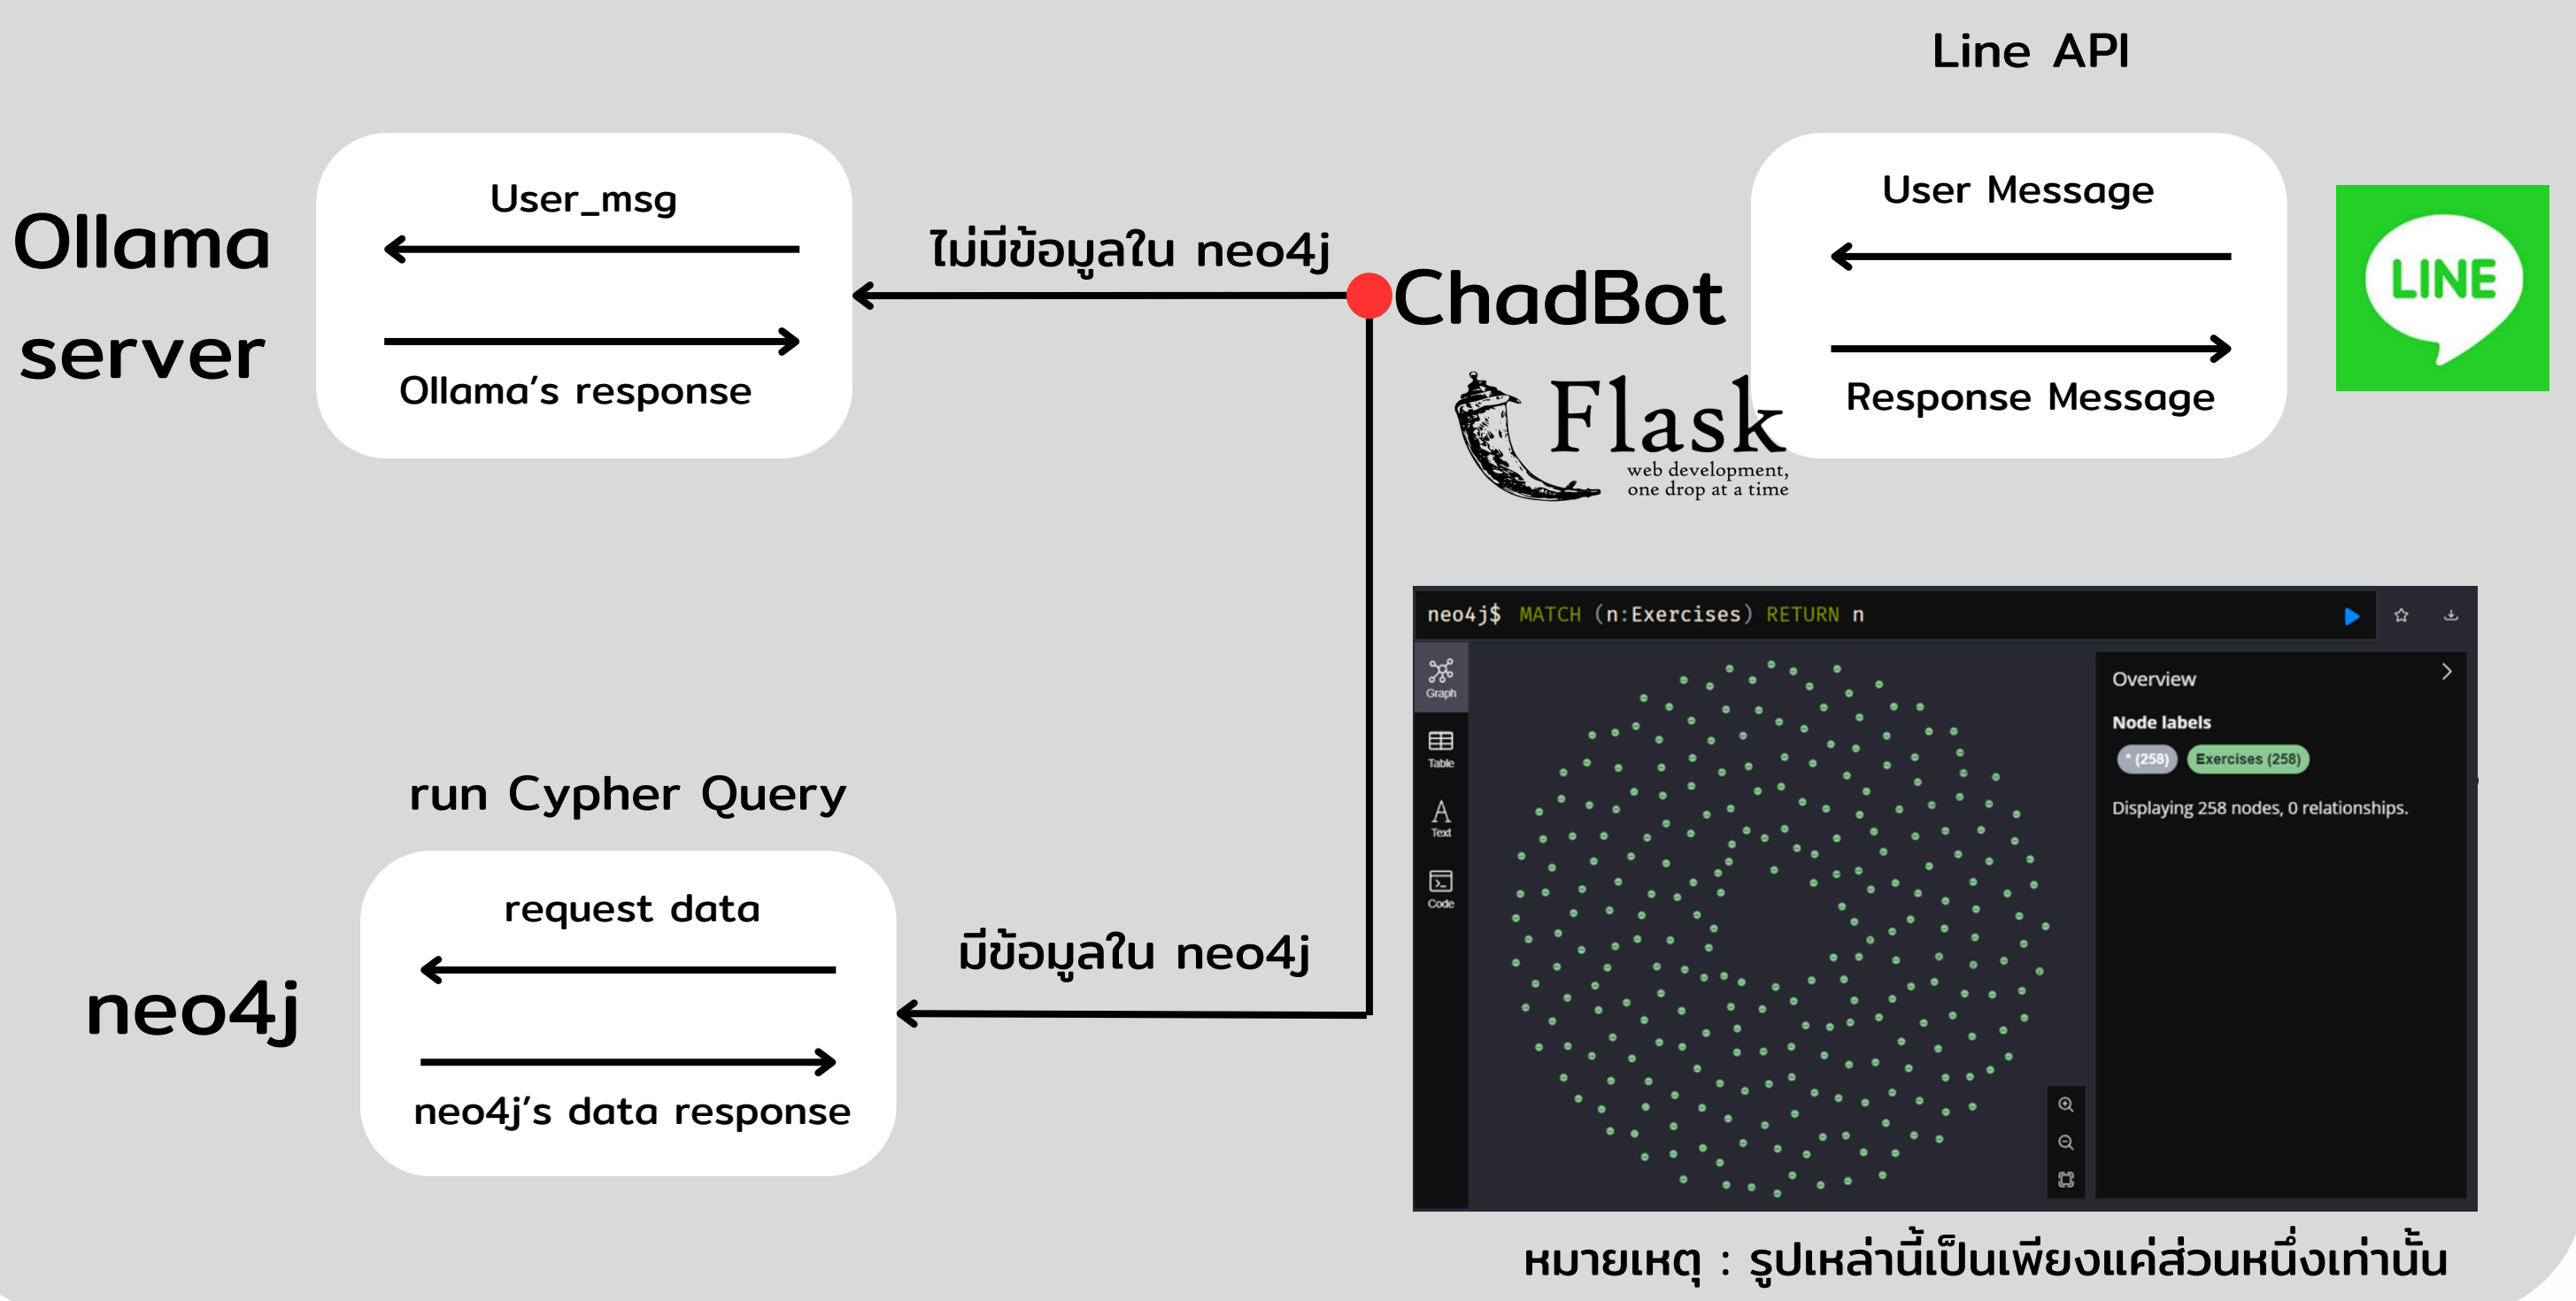 Line API
User_msg
Ollama's response
Ollama
server
ไม่มีข้อมูลใน neo4j
ChadBot
Flask
web development,
one drop at a time
User Message
Response Message
LINE
run Cypher Query
request data
neo4j's data response
neo4j
มีข้อมูลใน neo4j
neo4j$ MATCH (n:Exercises) RETURN n
Graph
Table
Text
Code
Overview
Node labels
* (258) Exercises (258)
Displaying 258 nodes, 0 relationships.
หมายเหตุ : รูปเหล่านี้เป็นเพียงแค่ส่วนหนึ่งเท่านั้น